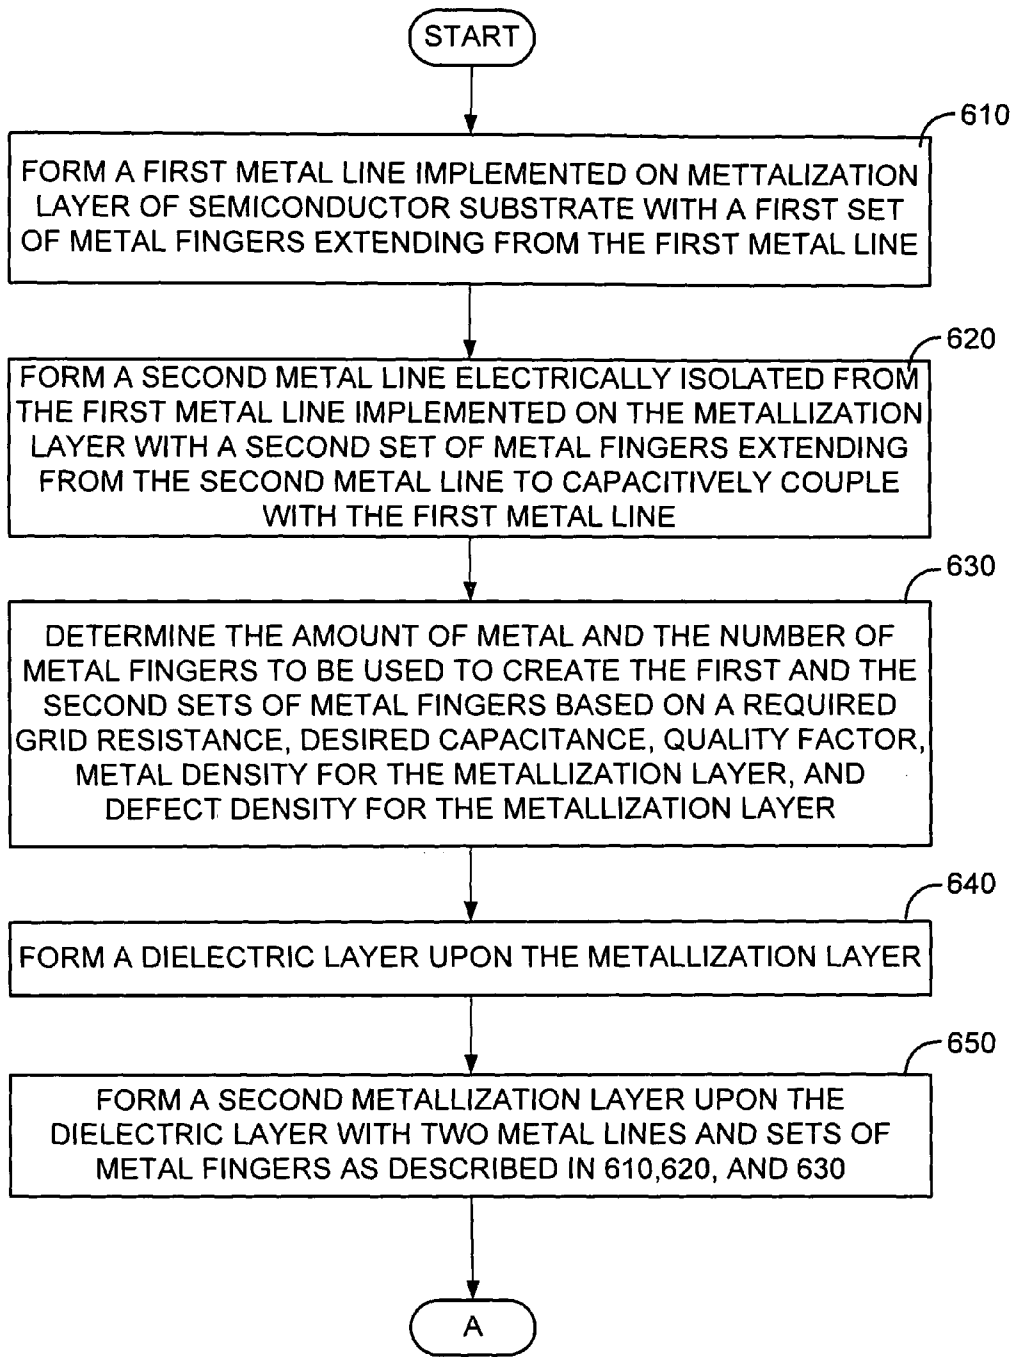 START
610
FORM A FIRST METAL LINE IMPLEMENTED ON METTALIZATION
LAYER OF SEMICONDUCTOR SUBSTRATE WITH A FIRST SET
OF METAL FINGERS EXTENDING FROM THE FIRST METAL LINE
620
FORM A SECOND METAL LINE ELECTRICALLY ISOLATED FROM
THE FIRST METAL LINE IMPLEMENTED ON THE METALLIZATION
LAYER WITH A SECOND SET OF METAL FINGERS EXTENDING
FROM THE SECOND METAL LINE TO CAPACITIVELY COUPLE
WITH THE FIRST METAL LINE
630
DETERMINE THE AMOUNT OF METAL AND THE NUMBER OF
METAL FINGERS TO BE USED TO CREATE THE FIRST AND THE
SECOND SETS OF METAL FINGERS BASED ON A REQUIRED
GRID RESISTANCE, DESIRED CAPACITANCE, QUALITY FACTOR,
METAL DENSITY FOR THE METALLIZATION LAYER, AND
DEFECT DENSITY FOR THE METALLIZATION LAYER
640
FORM A DIELECTRIC LAYER UPON THE METALLIZATION LAYER
650
FORM A SECOND METALLIZATION LAYER UPON THE
DIELECTRIC LAYER WITH TWO METAL LINES AND SETS OF
METAL FINGERS AS DESCRIBED IN 610,620, AND 630
A